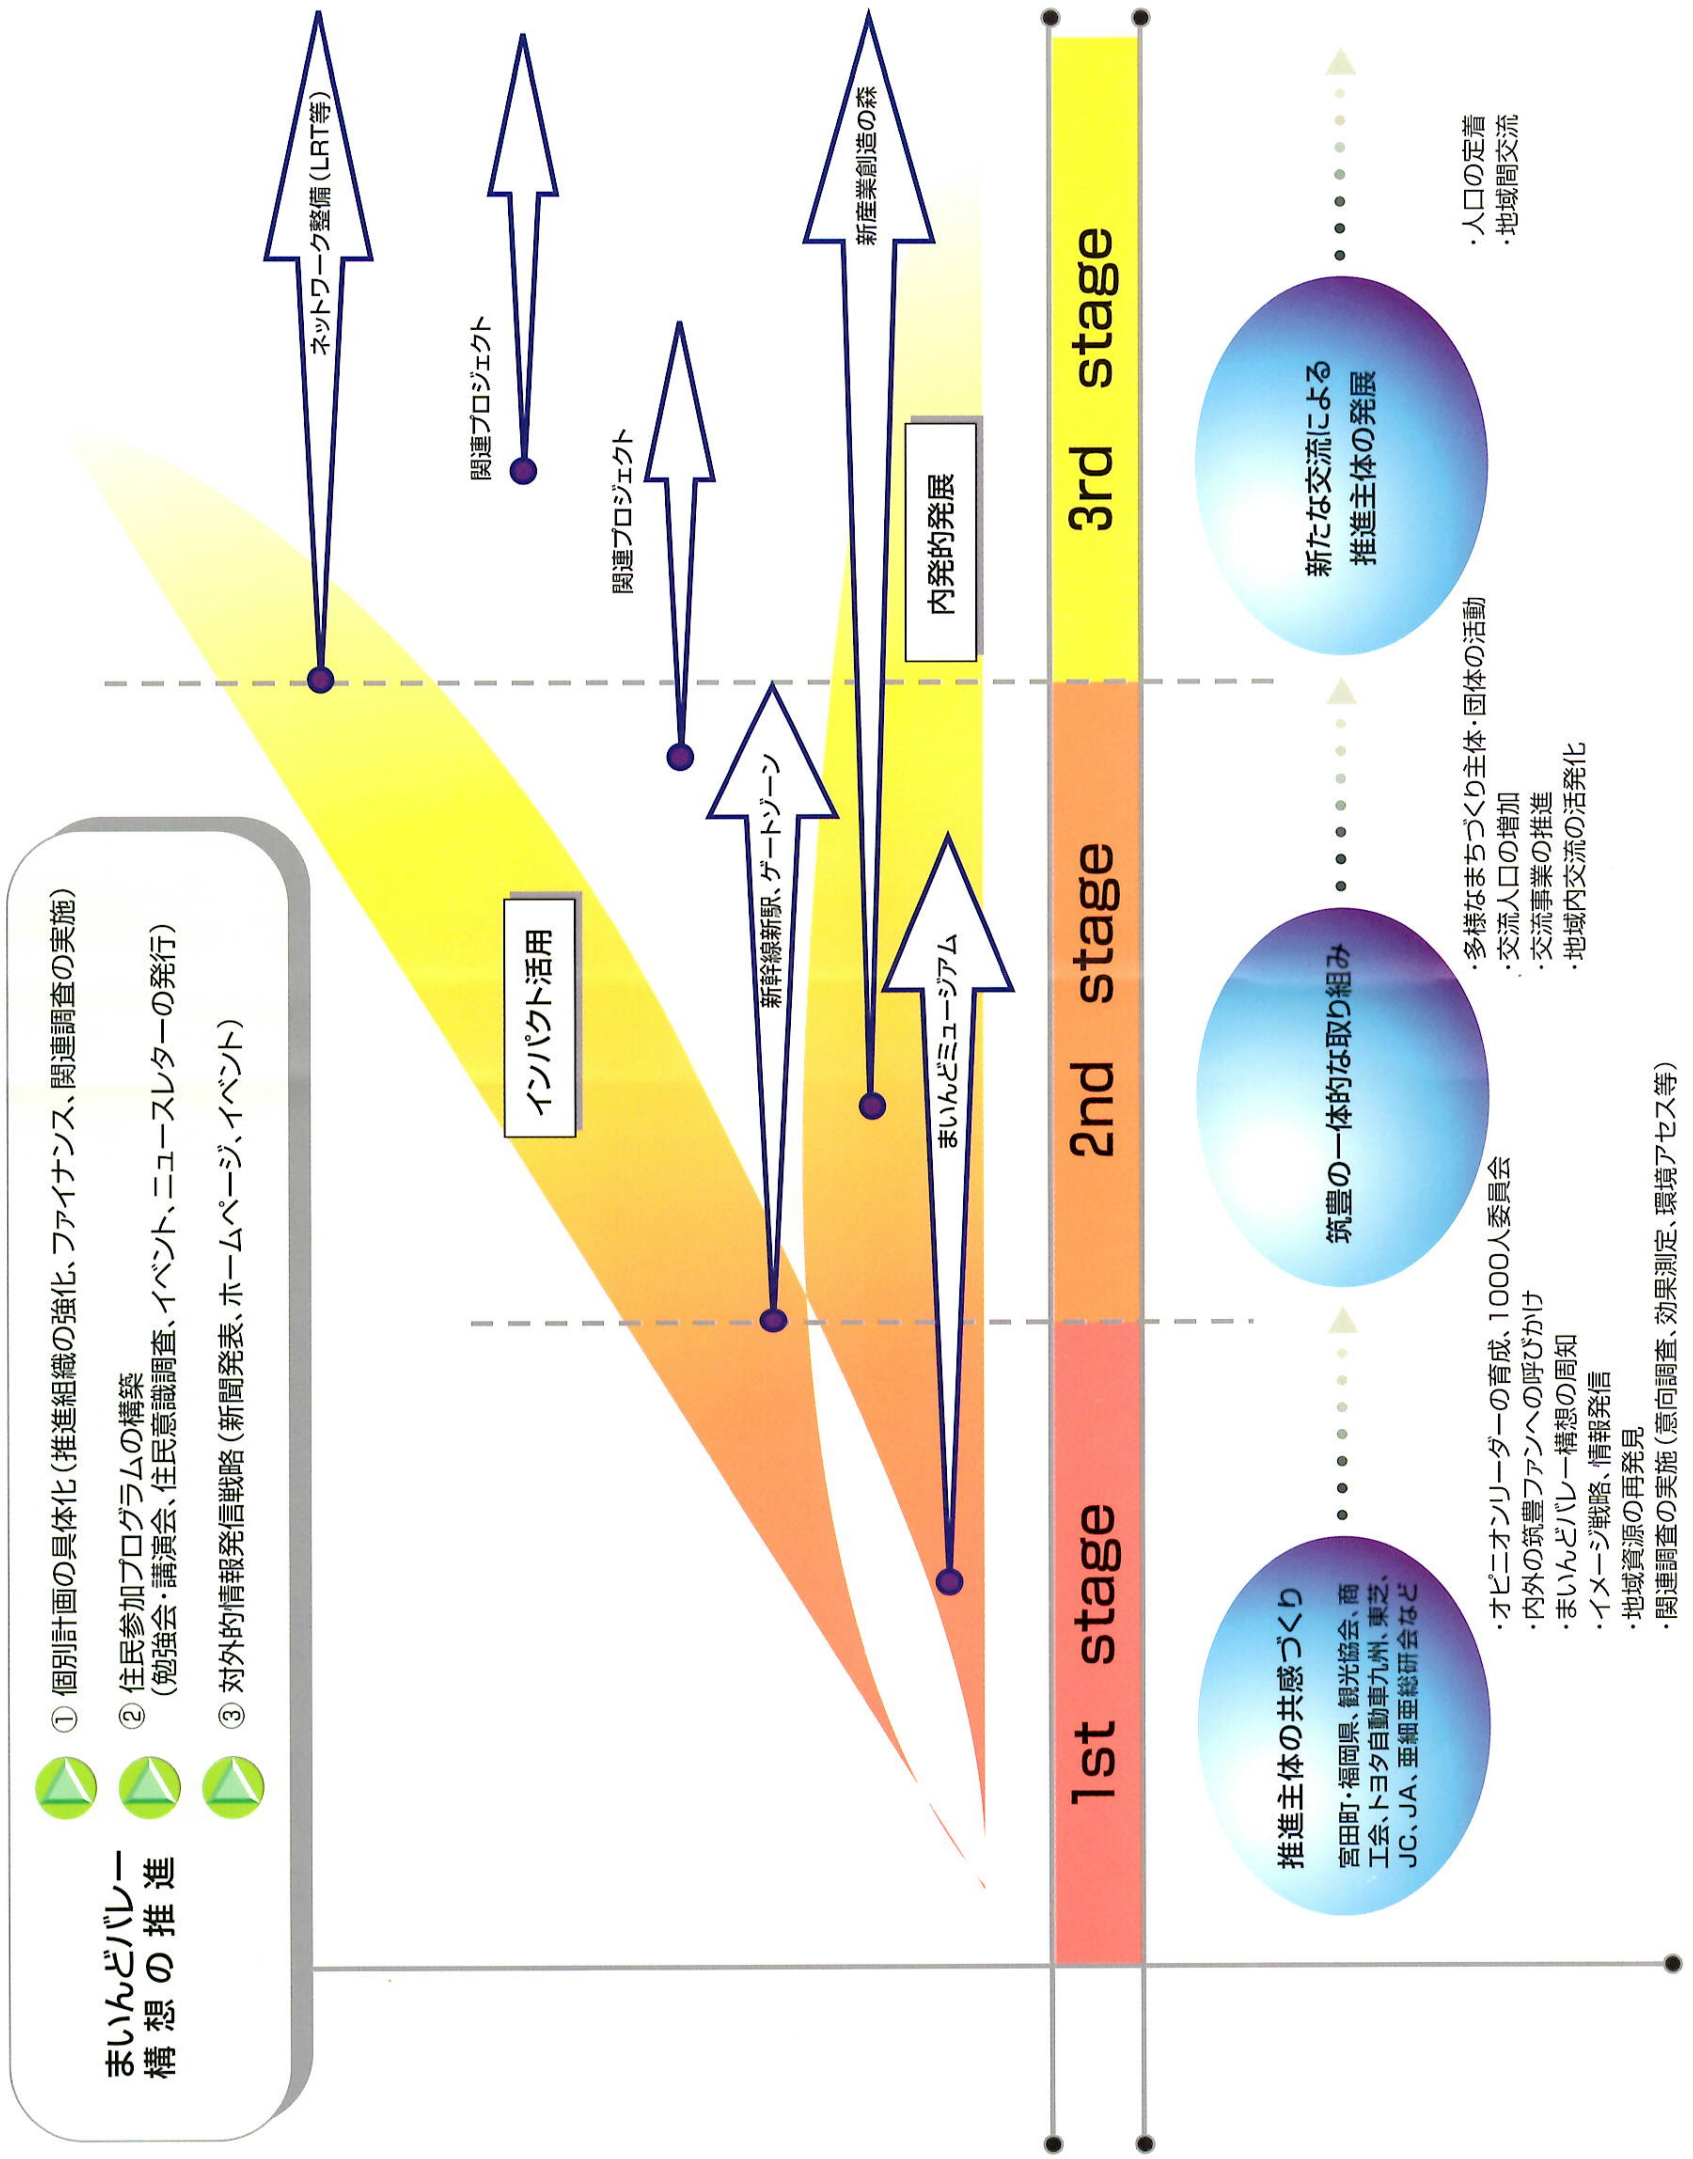 まいんどバレー
構想の推進
① 個別計画の具体化（推進組織の強化、ファイナンス、関連調査の実施）
② 住民参加プログラムの構築
（勉強会・講演会、住民意識調査、イベント、ニュースレターの発行）
③ 対外的情報発信戦略（新聞発表、ホームページ、イベント）
ネットワーク整備（LRT等）
関連プロジェクト
関連プロジェクト
インパクト活用
新幹線新駅、ゲートゾーン
新産業創造の森
内発的発展
まいんどミュージアム
1st stage
2nd stage
3rd stage
推進主体の共感づくり
宮田町・福岡県、観光協会、商
工会、トヨタ自動車九州、東芝、
JC、JA、亜細亜総研会など
筑豊の一体的な取り組み
新たな交流による
推進主体の発展
・オピニオンリーダーの育成、1000人委員会
・内外の筑豊ファンへの呼びかけ
・まいんどバレー構想の周知
・イメージ戦略、情報発信
・地域資源の再発見
・関連調査の実施（意向調査、効果測定、環境アセス等）
・多様なまちづくり主体・団体の活動
・交流人口の増加
・交流事業の推進
・地域内交流の活発化
・人口の定着
・地域間交流